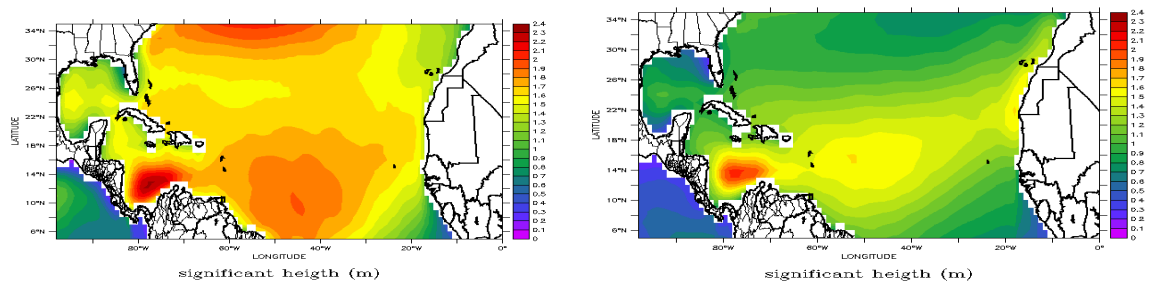 34°N
30°N
26°N
22°N
18°N
14°N
10°N
6°N
LATITUDE
80°W
60°W
40°W
20°W
0°
LONGITUDE
2.4
2.3
2.2
2.1
2
1.9
1.8
1.7
1.6
1.5
1.4
1.3
1.2
1.1
1
0.9
0.8
0.7
0.6
0.5
0.4
0.3
0.2
0.1
0
significant heigth (m)
34°N
30°N
26°N
22°N
18°N
14°N
10°N
6°N
LATITUDE
80°W
60°W
40°W
20°W
0°
LONGITUDE
2.4
2.3
2.2
2.1
2
1.9
1.8
1.7
1.6
1.5
1.4
1.3
1.2
1.1
1
0.9
0.8
0.7
0.6
0.5
0.4
0.3
0.2
0.1
0
significant heigth (m)